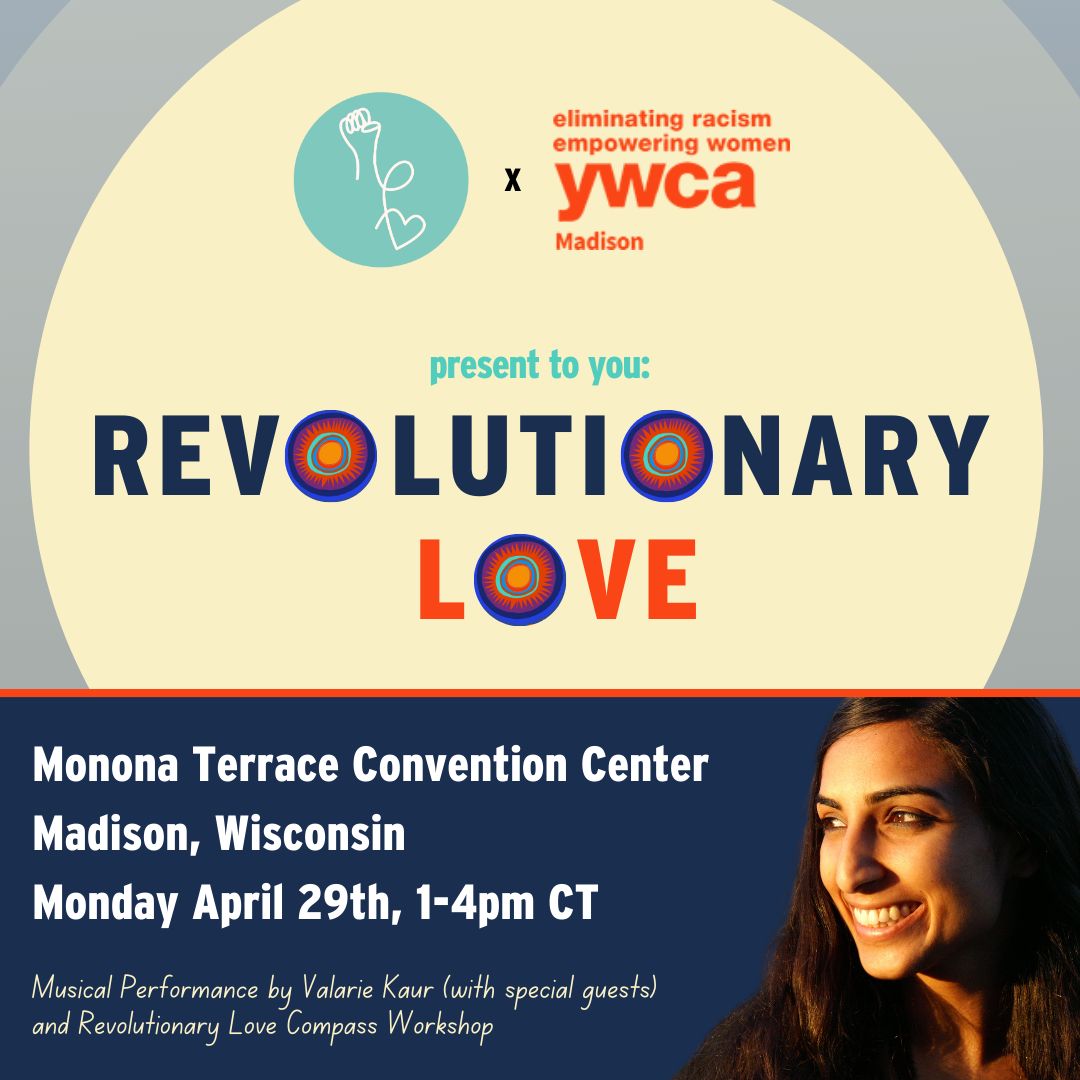 eliminating racism
empowering women
x ywca
Madison
present to you:
REVOLUTIONARY
LOVE
Monona Terrace Convention Center
Madison, Wisconsin
Monday April 29th, 1-4pm CT
Musical Performance by Valarie Kaur (with special guests)
and Revolutionary Love Compass Workshop